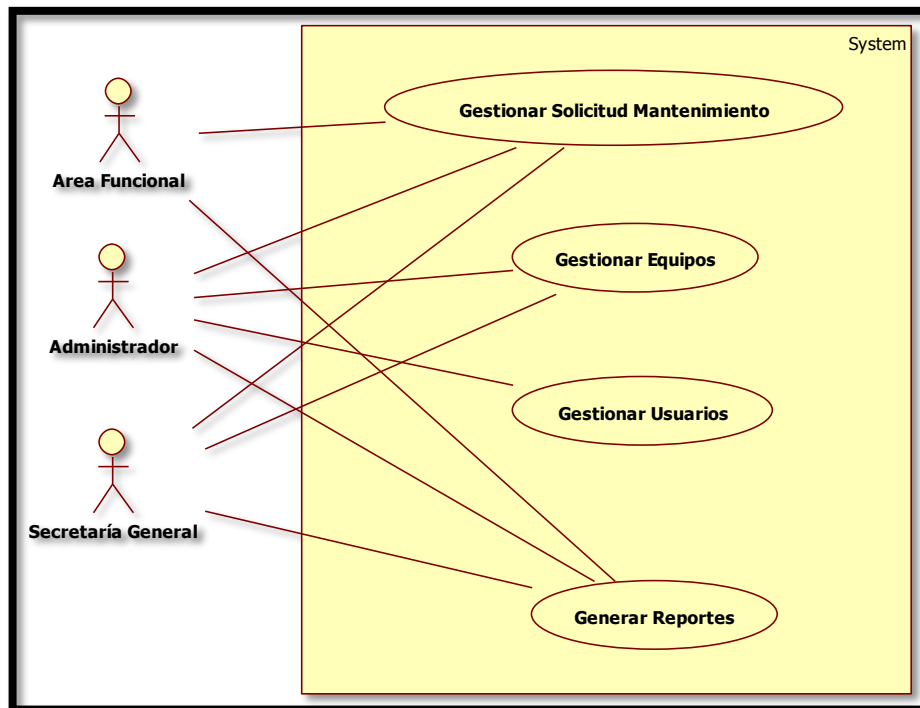 System
Gestionar Solicitud Mantenimiento
Area Funcional
Gestionar Equipos
Administrador
Gestionar Usuarios
Secretaría General
Generar Reportes